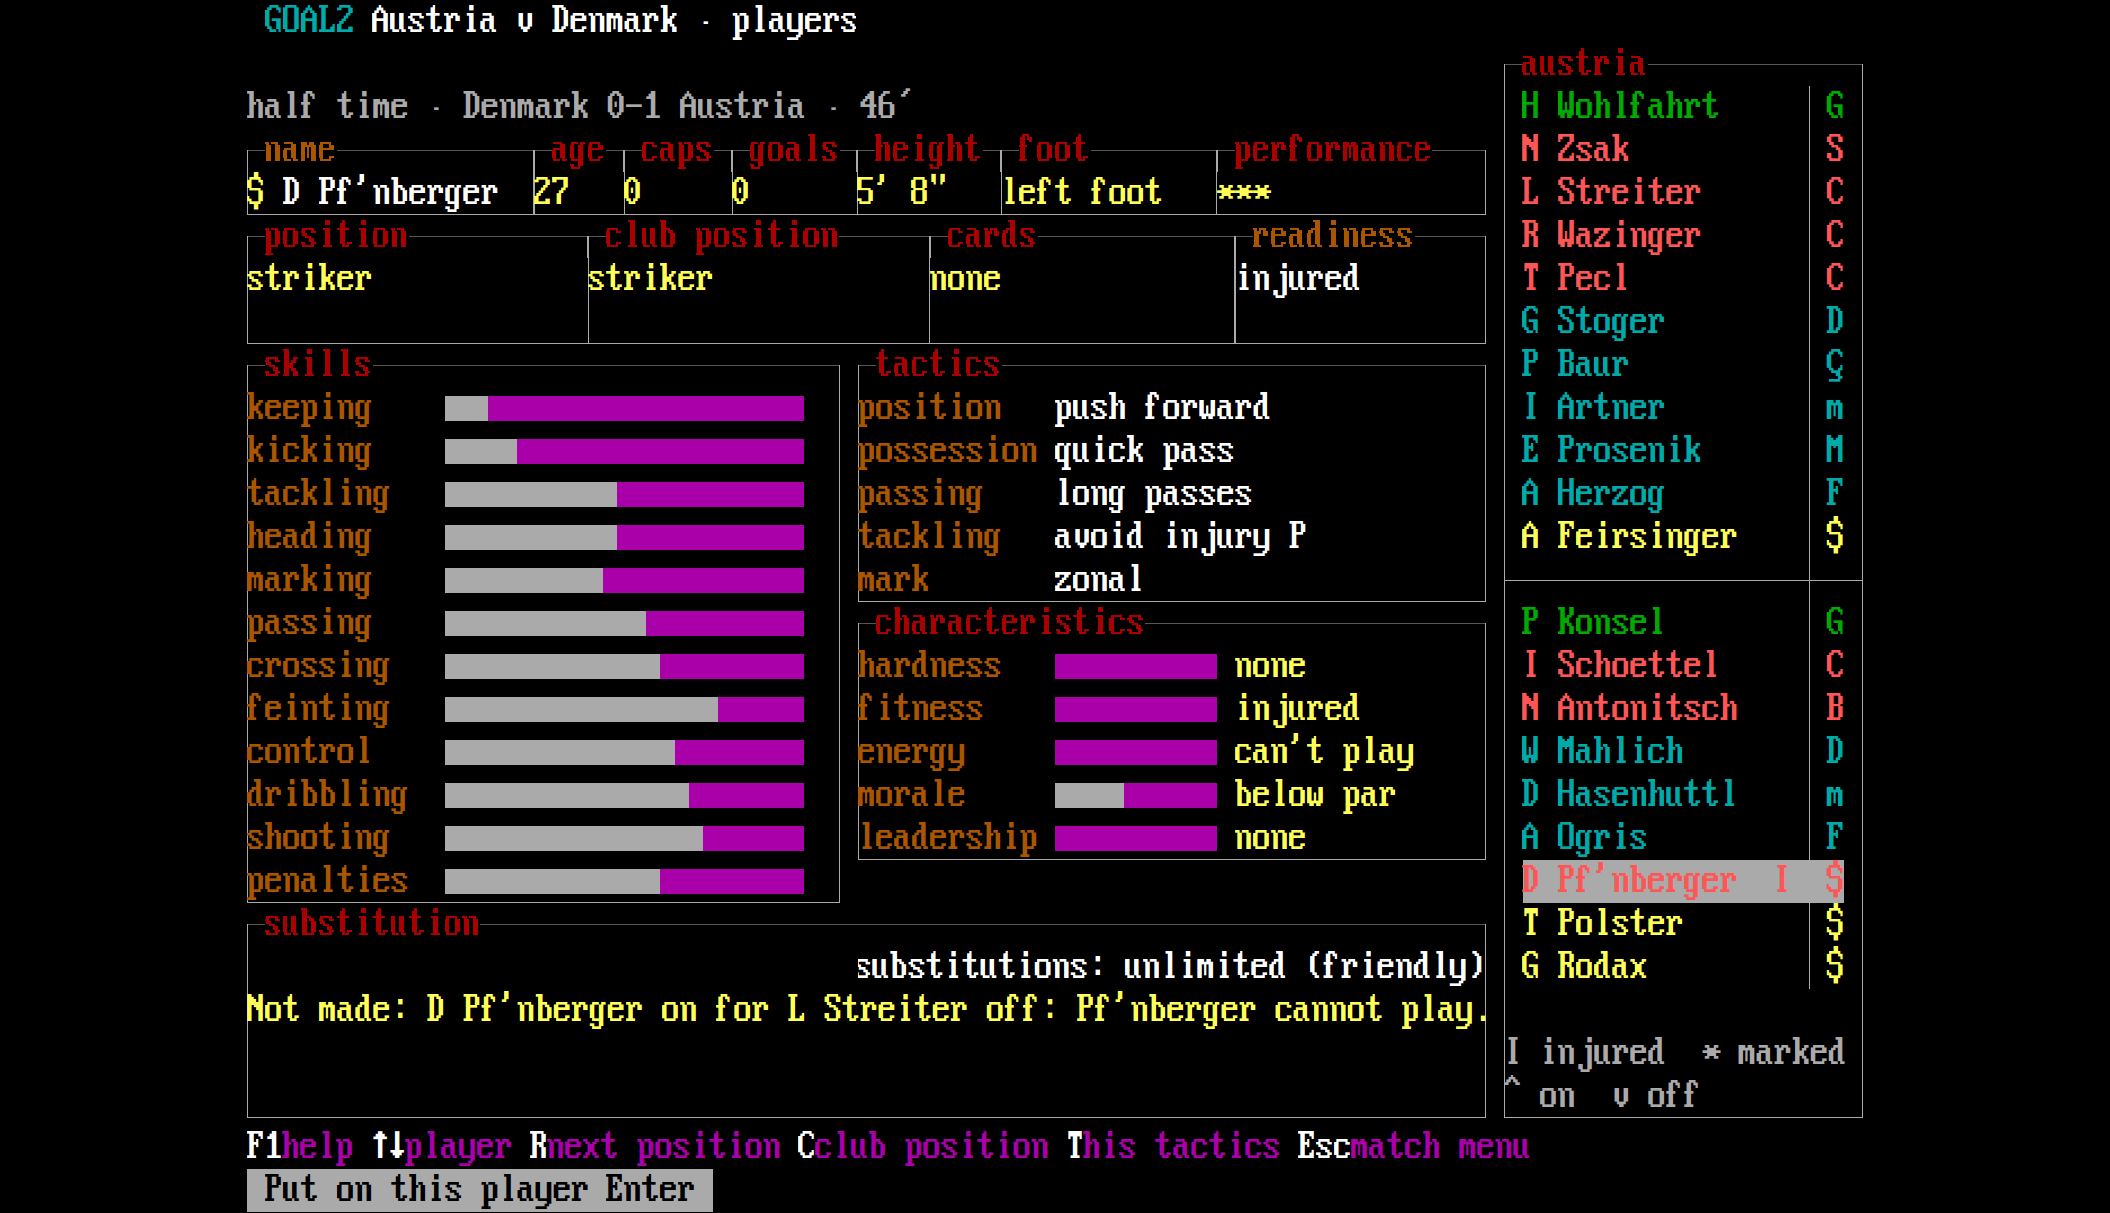 GOAL2 Austria v Denmark · players
half time · Denmark 0-1 Austria · 46´
name age caps goals height foot performance
$ D Pf'nberger 27 0 0 5' 8" left foot ***
position club position cards readiness
striker striker none injured
skills
keeping
kicking
tackling
heading
marking
passing
crossing
feinting
control
dribbling
shooting
penalties
tactics
position push forward
possession quick pass
passing long passes
tackling avoid injury P
mark zonal
characteristics
hardness none
fitness injured
energy can't play
morale below par
leadership none
substitution
substitutions: unlimited (friendly)
Not made: D Pf'nberger on for L Streiter off: Pf'nberger cannot play.
austria
H Wohlfahrt G
N Zsak S
L Streiter C
R Wazinger C
T Pecl C
G Stoger D
P Baur Ç
I Artner m
E Prosenik M
A Herzog F
A Feirsinger $
P Konsel G
I Schoettel C
N Antonitsch B
W Mahlich D
D Hasenhuttl m
A Ogris F
D Pf'nberger I $
T Polster $
G Rodax $
I injured * marked
^ on v off
F1help ↑↓player Rnext position Cclub position This tactics Escmatch menu
Put on this player Enter